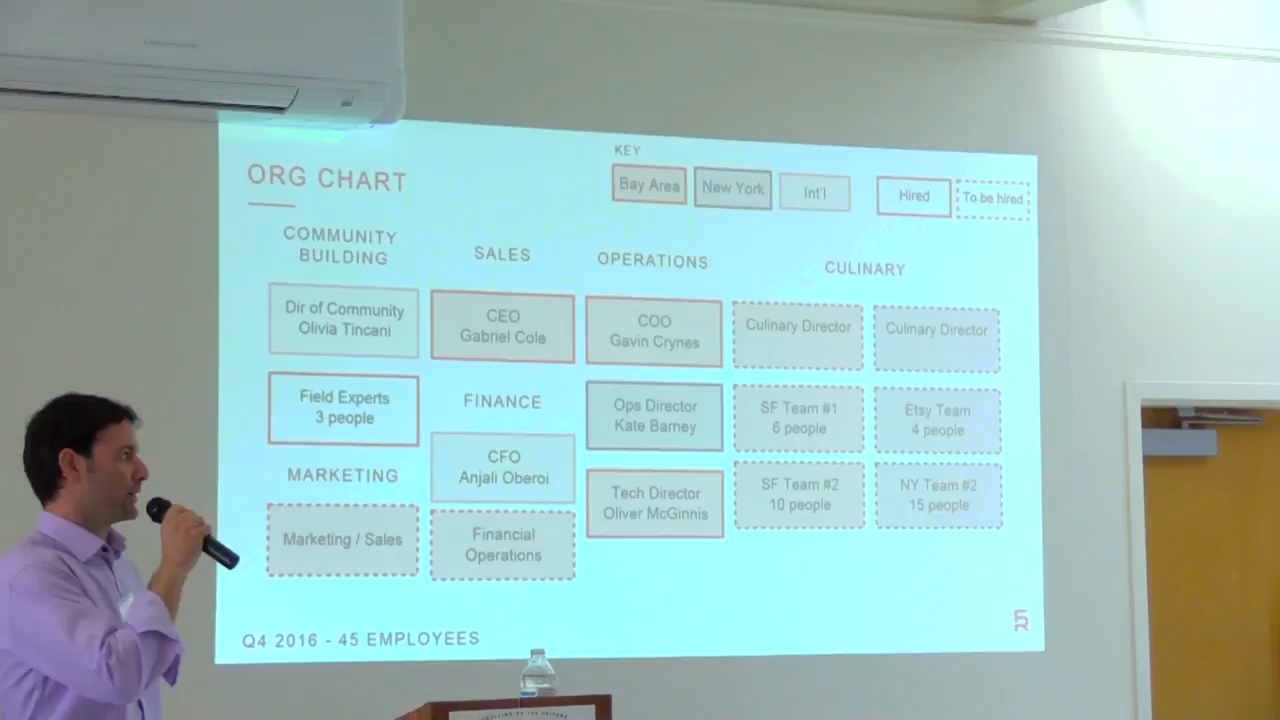 ORG CHART
KEY
Bay Area
New York
Int'l
Hired
To be hired
COMMUNITY
BUILDING
Dir of Community
Olivia Tincani
Field Experts
3 people
MARKETING
Marketing / Sales
SALES
CEO
Gabriel Cole
FINANCE
CFO
Anjali Oberoi
Financial
Operations
OPERATIONS
COO
Gavin Crynes
Ops Director
Kate Barney
Tech Director
Oliver McGinnis
CULINARY
Culinary Director
SF Team #1
6 people
SF Team #2
10 people
Culinary Director
Etsy Team
4 people
NY Team #2
15 people
Q4 2016 - 45 EMPLOYEES